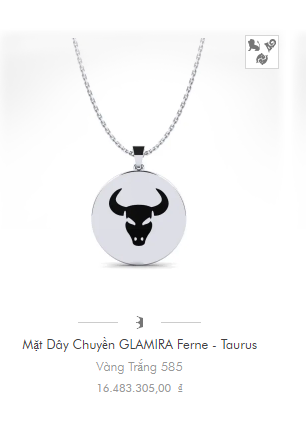 Mặt Dây Chuyền GLAMIRA Ferne - Taurus
Vàng Trắng 585
16.483.305,00 ₫